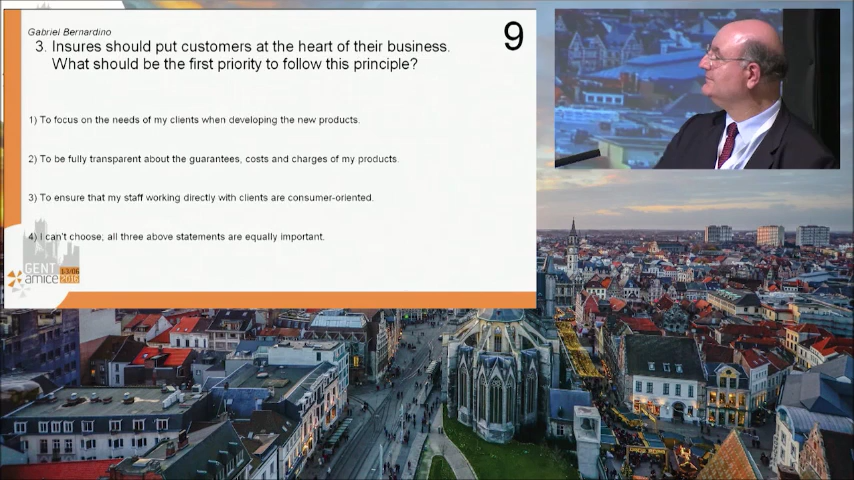 Gabriel Bernardino
9
3. Insures should put customers at the heart of their business.
What should be the first priority to follow this principle?
1) To focus on the needs of my clients when developing the new products.
2) To be fully transparent about the guarantees, costs and charges of my products.
3) To ensure that my staff working directly with clients are consumer-oriented.
4) I can't choose; all three above statements are equally important.
GENT
1-3/06
amice
2016